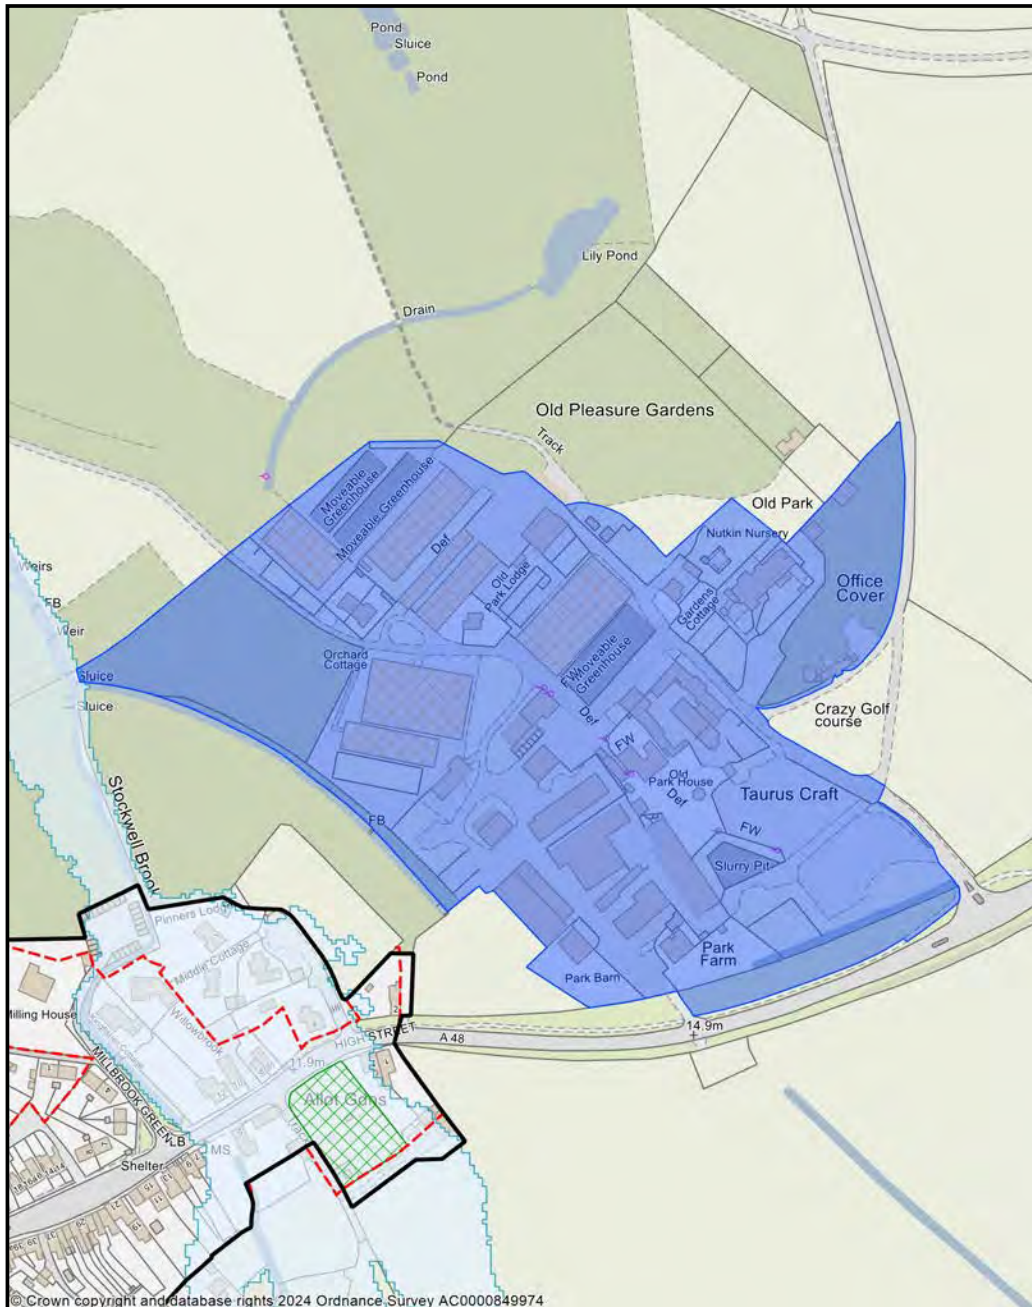 Pond
Sluice
Pond
Lily Pond
Drain
Old Pleasure Gardens
Track
Moveable
Greenhouse
Moveable Greenhouse
Def
Old Park
Nutkin Nursery
Office
Cover
Old
Park Lodge
Gardens
Cottage
Weirs
FB
Weir
Sluice
Sluice
Orchard
Cottage
FW
Moveable
Greenhouse
Def
FW
Crazy Golf
course
Old
Park House
Def
Taurus Craft
FW
Slurry Pit
FB
Stockwell Brook
Park
Farm
Park Barn
Pinners Lodge
Middle Cottage
Willowbrook
Milling House
2
HIGH STREET
A 48
14.9m
11.9m
MILLBROOK GREEN
Allot Gdns
Track
LB
MS
Shelter
© Crown copyright and database rights 2024 Ordnance Survey AC0000849974